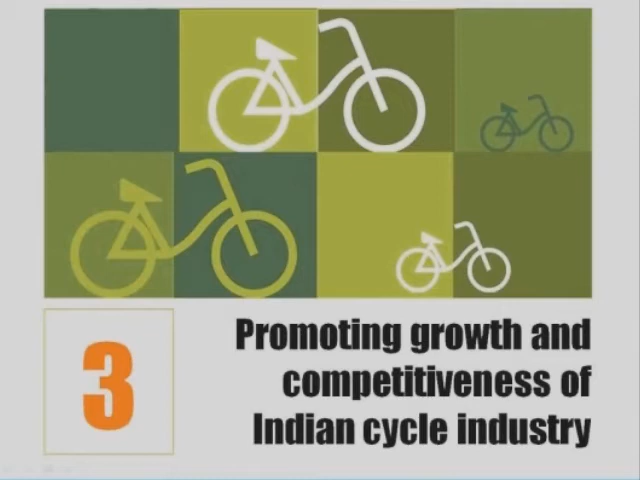 3
Promoting growth and
competitiveness of
Indian cycle industry